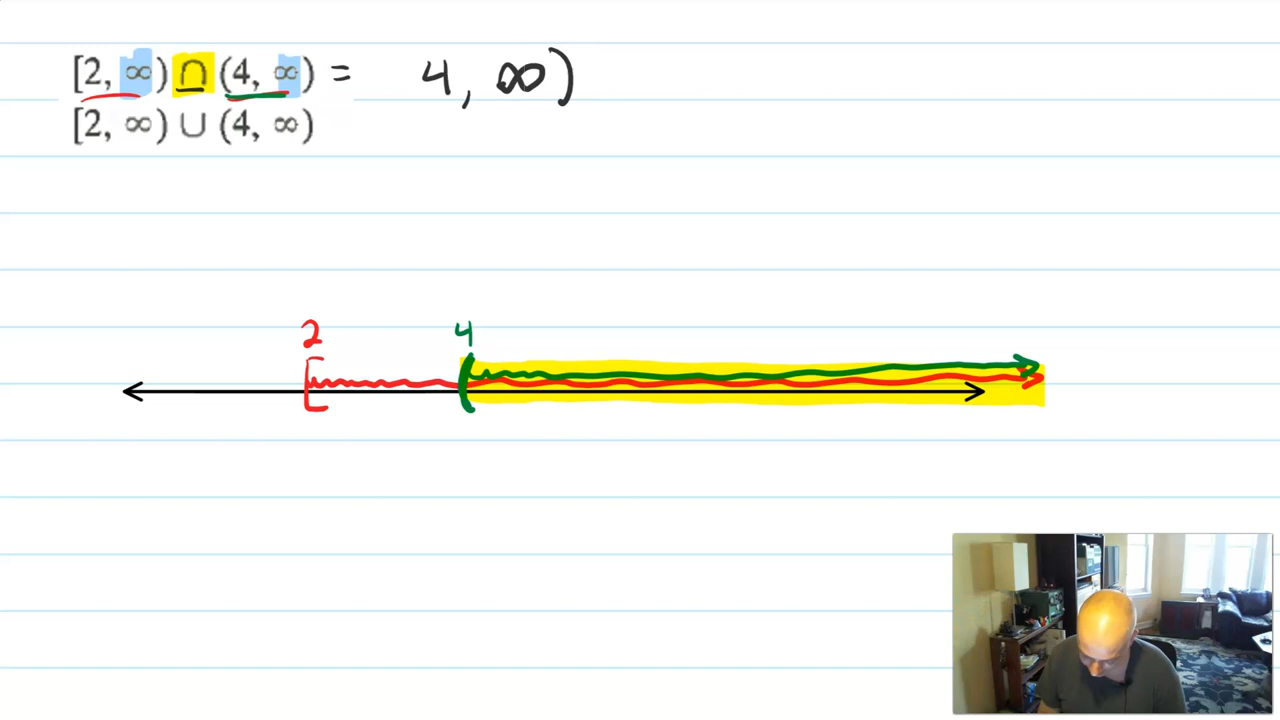 [2, ∞) ∩ (4, ∞) = 4, ∞)
[2, ∞) ∪ (4, ∞)
2 4